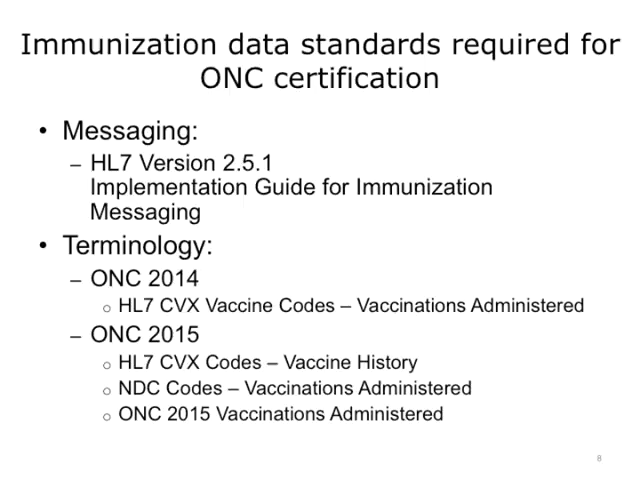 Immunization data standards required for
ONC certification
• Messaging:
– HL7 Version 2.5.1
Implementation Guide for Immunization
Messaging
• Terminology:
– ONC 2014
o HL7 CVX Vaccine Codes – Vaccinations Administered
– ONC 2015
o HL7 CVX Codes – Vaccine History
o NDC Codes – Vaccinations Administered
o ONC 2015 Vaccinations Administered
8